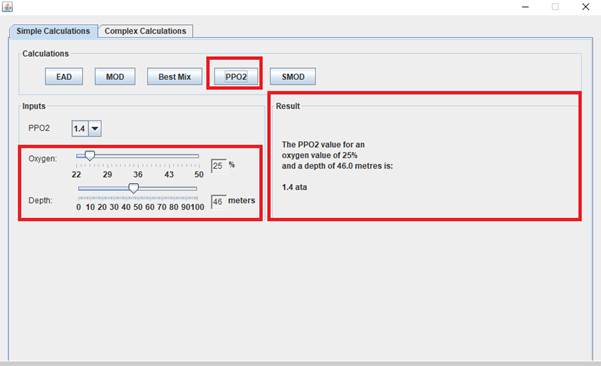 Simple Calculations Complex Calculations
Calculations
EAD MOD Best Mix PPO2 SMOD
Inputs
PPO2 1.4
Oxygen: 25 %
22 29 36 43 50
Depth: 46 meters
0 10 20 30 40 50 60 70 80 90100
Result
The PPO2 value for an
oxygen value of 25%
and a depth of 46.0 metres is:
1.4 ata